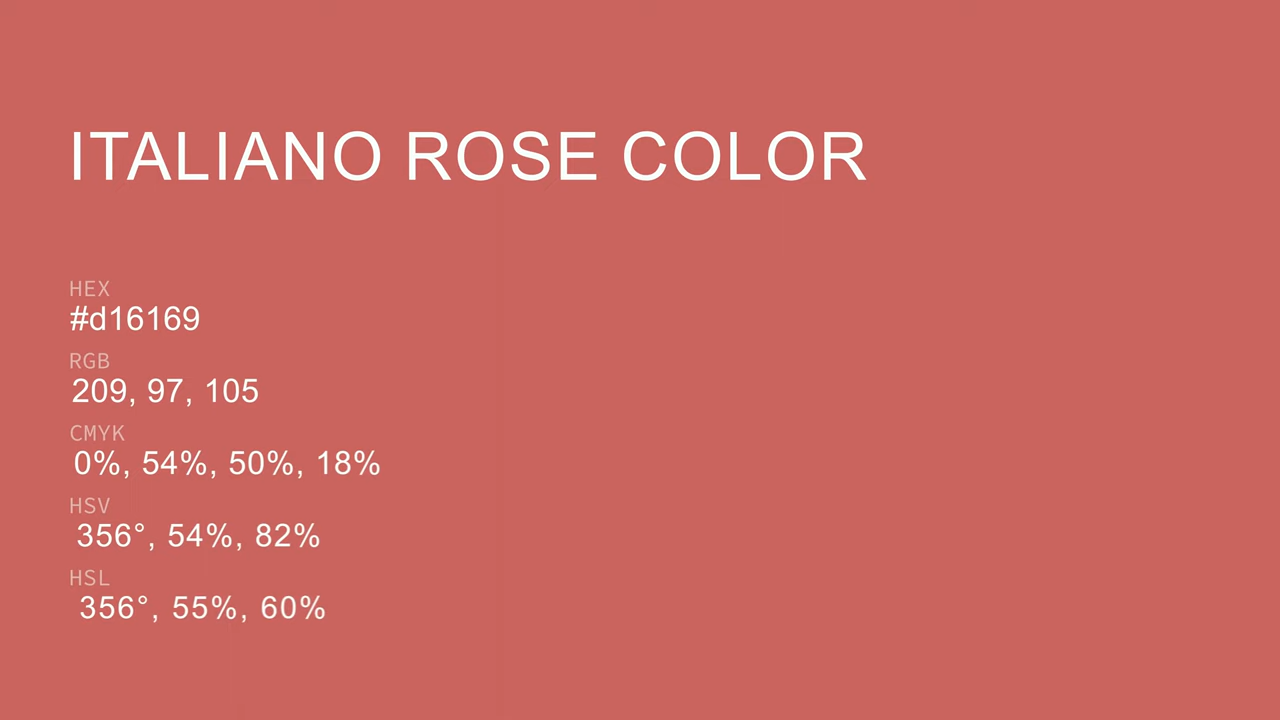 ITALIANO ROSE COLOR
HEX
#d16169
RGB
209, 97, 105
CMYK
0%, 54%, 50%, 18%
HSV
356°, 54%, 82%
HSL
356°, 55%, 60%